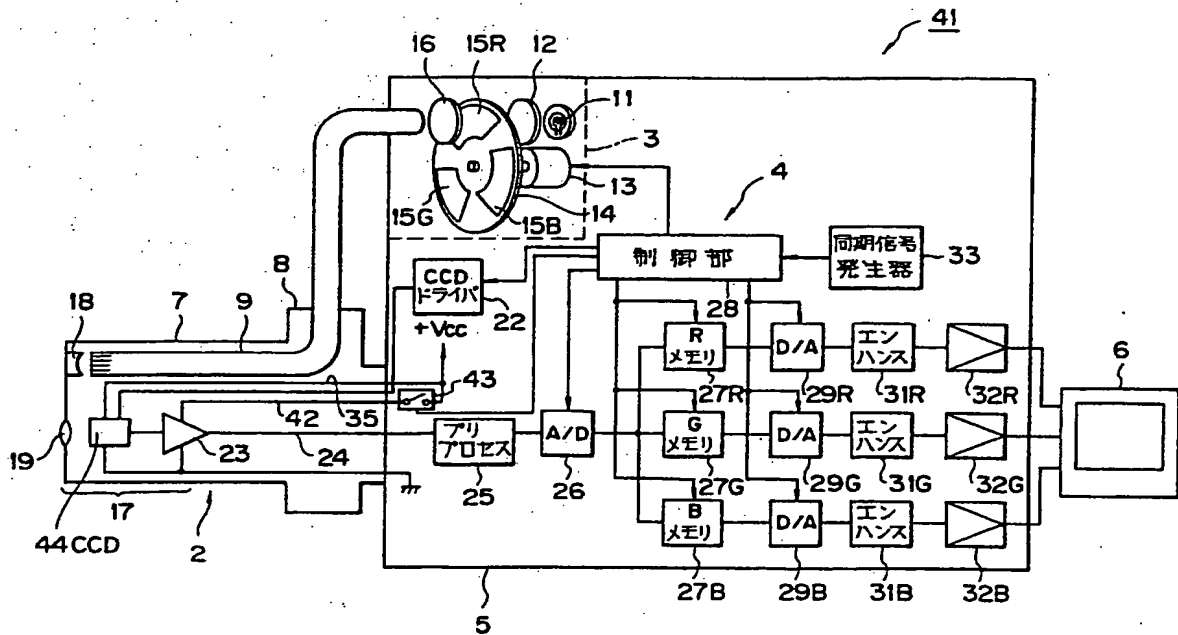 41
16
15R
12
11
3
13
15G
15B
14
4
制御部
28
同期信号
発生器
33
CCD
ドライバ
22
+Vcc
8
7
9
18
43
42
35
19
23
24
プリ
プロセス
25
A/D
26
R
メモリ
27R
D/A
29R
エン
ハンス
31R
32R
G
メモリ
27G
D/A
29G
エン
ハンス
31G
32G
B
メモリ
27B
D/A
29B
エン
ハンス
31B
32B
6
17
2
44CCD
5